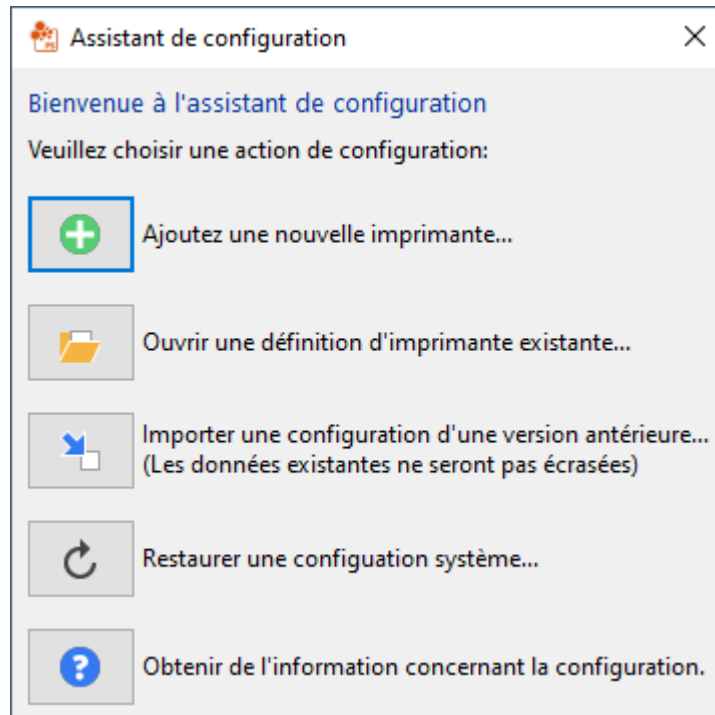 Assistant de configuration
Bienvenue à l'assistant de configuration
Veuillez choisir une action de configuration:
Ajoutez une nouvelle imprimante...
Ouvrir une définition d'imprimante existante...
Importer une configuration d'une version antérieure...
(Les données existantes ne seront pas écrasées)
Restaurer une configuation système...
Obtenir de l'information concernant la configuration.